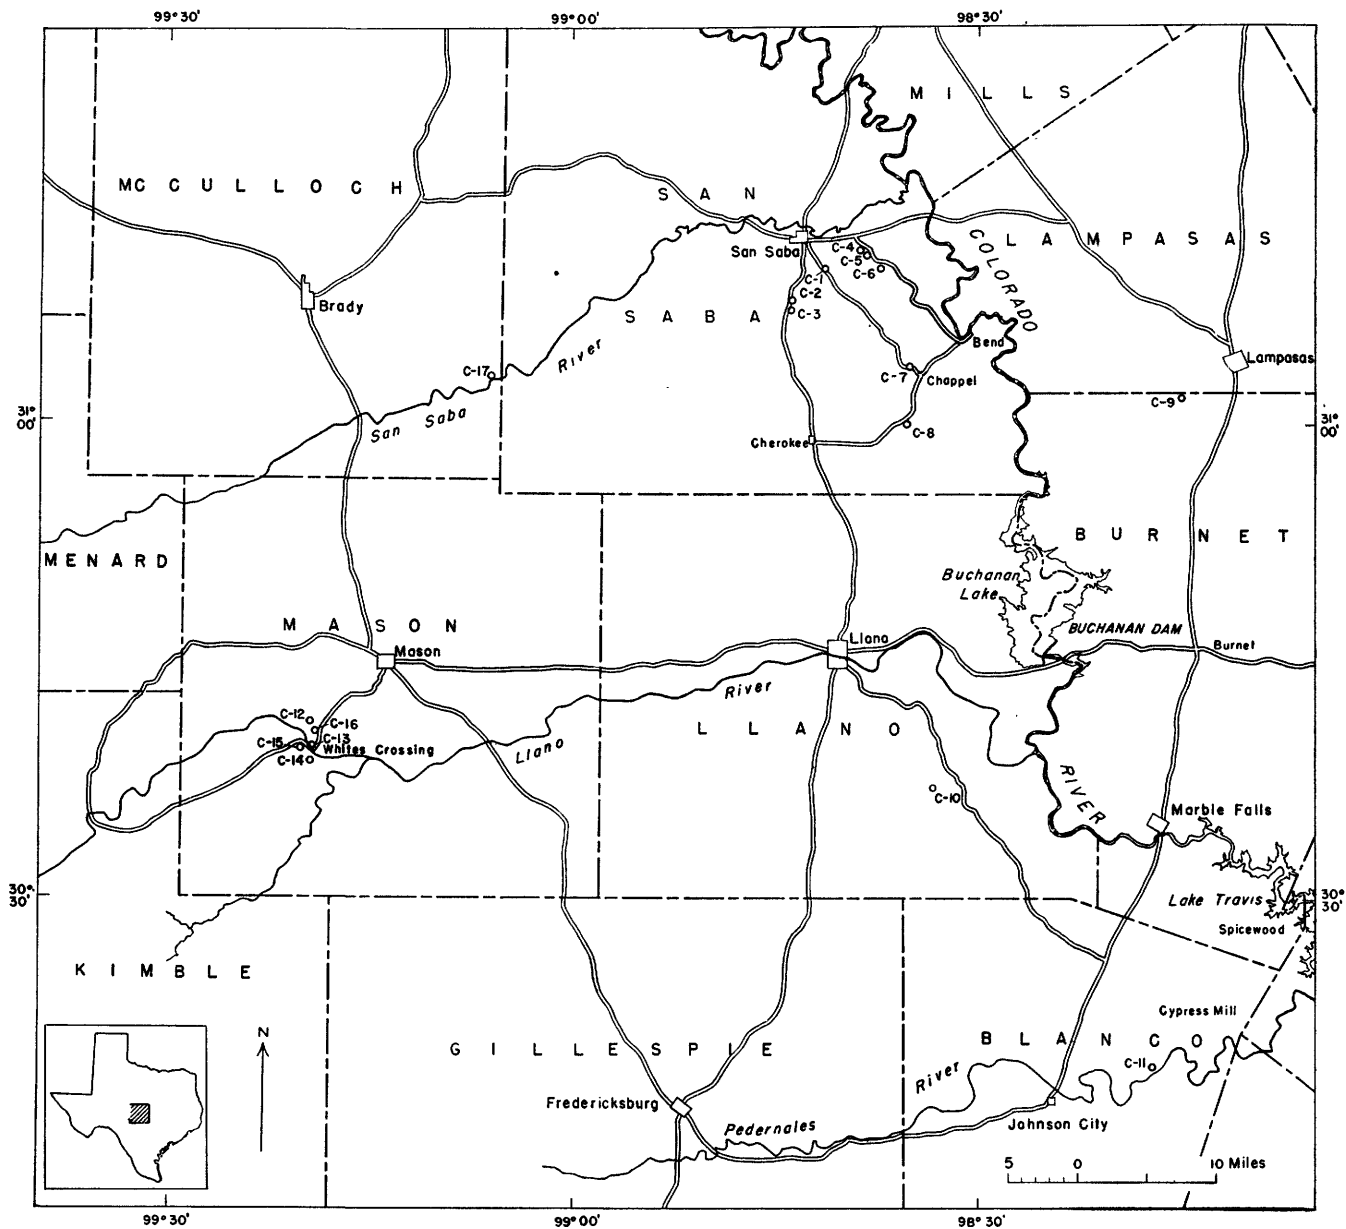 99°30'
99°00'
98°30'
MILLS
MC CULLOCH
SAN
San Saba
C-4
C-5
C-6
COLORADO
LAMPASAS
C-1
C-2
C-3
SABA
Brady
River
Bend
Lampasas
C-17
C-7
Chappel
C-9
31°
00'
San Saba
31°
00'
C-8
Cherokee
MENARD
BURNET
Buchanan
Lake
MASON
BUCHANAN DAM
Llano
Burnet
Mason
River
C-12
C-16
C-13
C-15
Whites Crossing
C-14
Llano
LLANO
C-10
RIVER
Marble Falls
30°
30'
Lake Travis
30°
30'
Spicewood
KIMBLE
Cypress Mill
N
GILLESPIE
BLANCO
C-11
River
Fredericksburg
Pedernales
Johnson City
5 0 10 Miles
99°30'
99°00'
98°30'